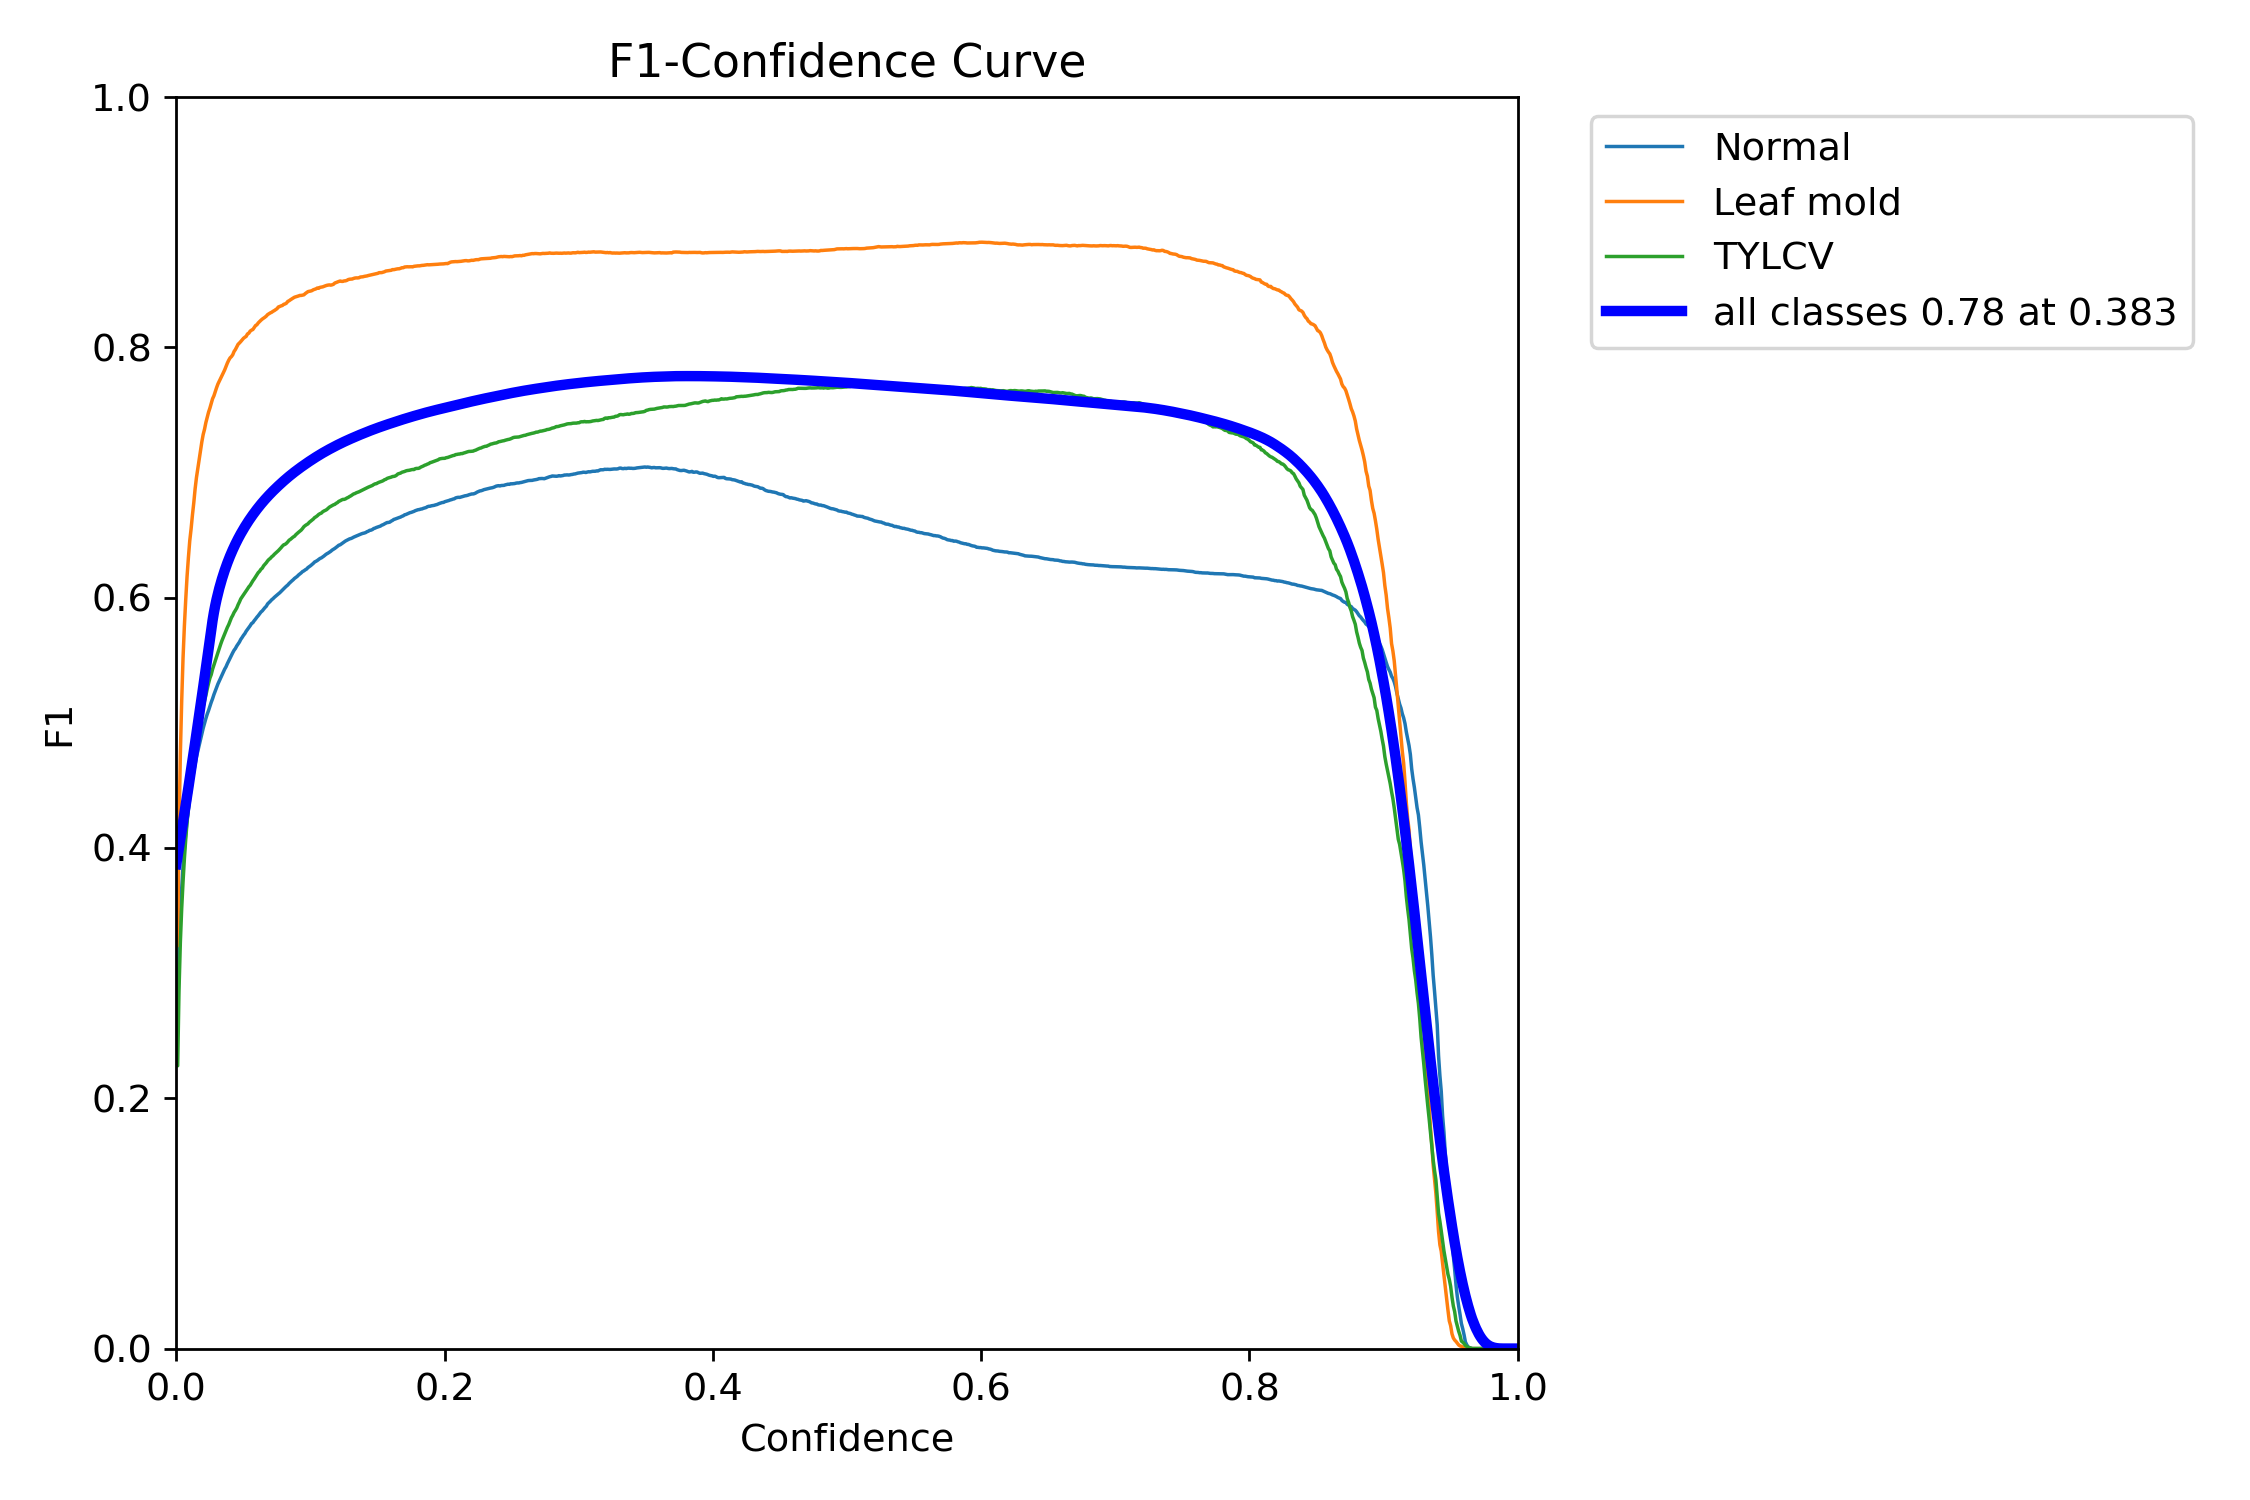 F1-Confidence Curve
1.0
0.8
0.6
0.4
0.2
0.0
F1
0.0 0.2 0.4 0.6 0.8 1.0
Confidence
Normal
Leaf mold
TYLCV
all classes 0.78 at 0.383